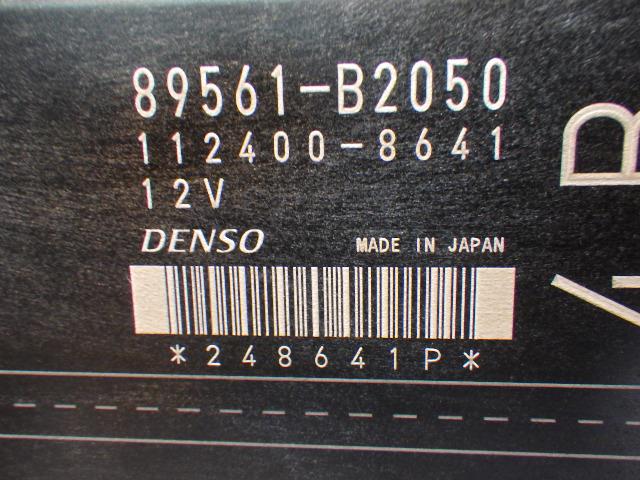 89561-B2050
112400-8641
12V
DENSO MADE IN JAPAN
*248641P*
B